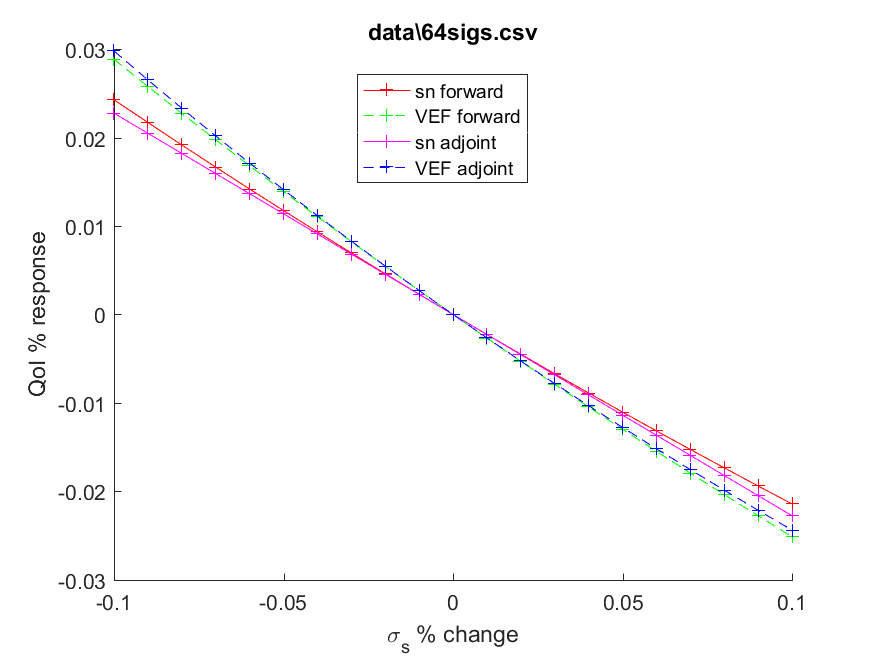 data\64sigs.csv
sn forward
VEF forward
sn adjoint
VEF adjoint
QoI % response
0.03
0.02
0.01
0
-0.01
-0.02
-0.03
-0.1
-0.05
0
0.05
0.1
σs % change